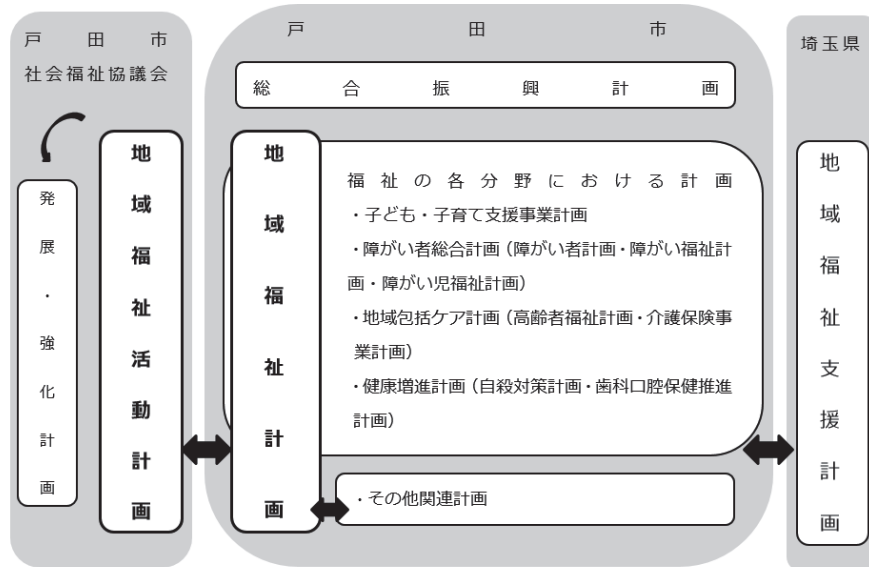 戸田市
社会福祉協議会
発展・強化計画
地域福祉活動計画
戸田市
総合振興計画
地域福祉計画
福祉の各分野における計画
・子ども・子育て支援事業計画
・障がい者総合計画（障がい者計画・障がい福祉計
画・障がい児福祉計画）
・地域包括ケア計画（高齢者福祉計画・介護保険事
業計画）
・健康増進計画（自殺対策計画・歯科口腔保健推進
計画）
・その他関連計画
埼玉県
地域福祉支援計画